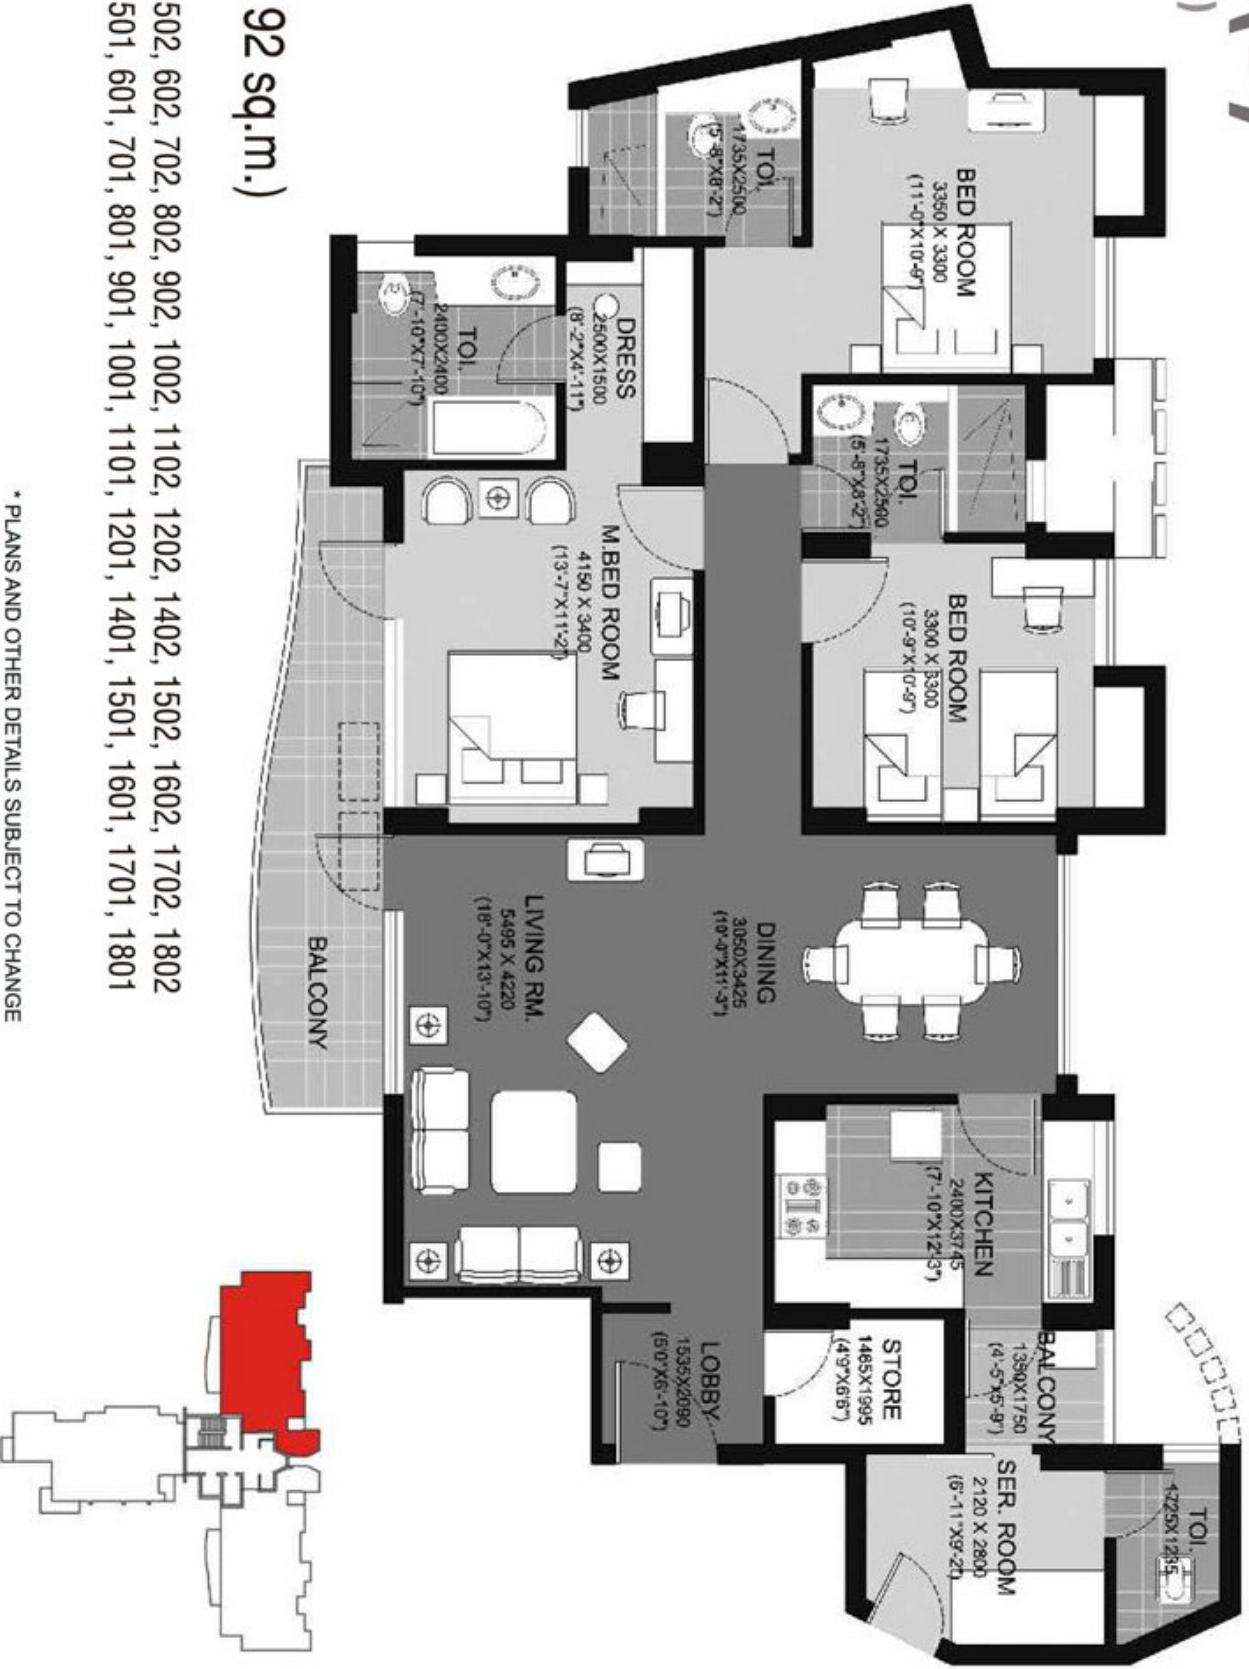 BED ROOM
3350 X 3300
(11'-0"X10'-9")
TOI.
1735X2500
(5'-8"X8'-2")
TOI.
1735X2500
(5'-8"X8'-2")
BED ROOM
3300 X 3300
(10'-9"X10'-9")
DRESS
2500X1500
(8'-2"X4'-11")
TOI.
2400X2400
(7'-10"X7'-10")
M.BED ROOM
4150 X 3400
(13'-7"X11'-2")
DINING
3050X3425
(10'-0"X11'-3")
LIVING RM.
5495 X 4220
(18'-0"X13'-10")
BALCONY
KITCHEN
2400X3745
(7'-10"X12'-3")
BALCONY
1350X1750
(4'-5"x5'-9")
STORE
1465X1995
(4'9"X6'6")
LOBBY
1535X2090
(5'0"X6'-10")
SER. ROOM
2120 X 2800
(6'-11"X9'-2")
TOI.
1725X1235
92 sq.m.)
502, 602, 702, 802, 902, 1002, 1102, 1202, 1402, 1502, 1602, 1702, 1802
501, 601, 701, 801, 901, 1001, 1101, 1201, 1401, 1501, 1601, 1701, 1801
* PLANS AND OTHER DETAILS SUBJECT TO CHANGE